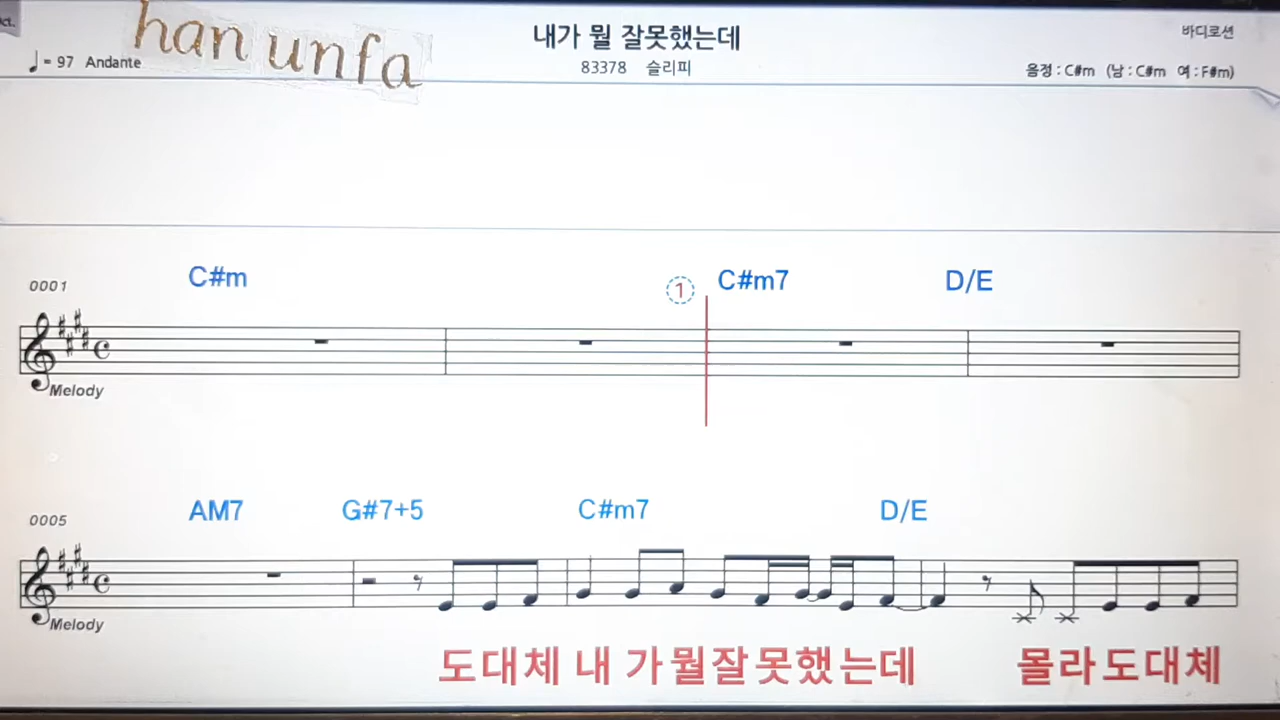 ct.
han unfa
내가 뭘 잘못했는데
바디로션
♩= 97 Andante
83378 슬리피
음정 : C#m (남 : C#m 여 : F#m)
0001
C#m
①
C#m7
D/E
Melody
0005
AM7
G#7+5
C#m7
D/E
Melody
도대체 내 가뭘잘못했는데 몰라도대체